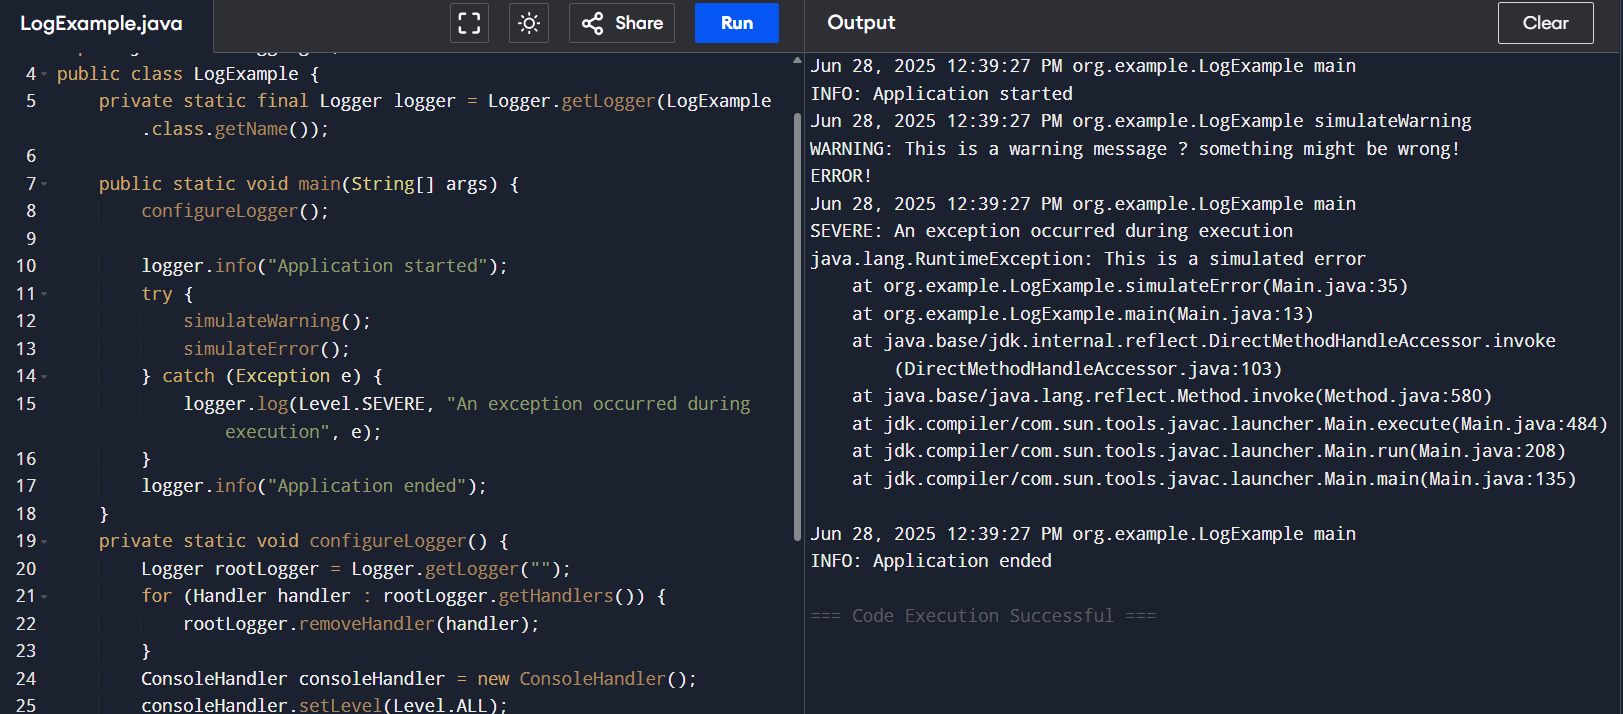 LogExample.java
Share
Run
4 public class LogExample {
5 private static final Logger logger = Logger.getLogger(LogExample
.class.getName());
6
7 public static void main(String[] args) {
8 configureLogger();
9
10 logger.info("Application started");
11 try {
12 simulateWarning();
13 simulateError();
14 } catch (Exception e) {
15 logger.log(Level.SEVERE, "An exception occurred during
execution", e);
16 }
17 logger.info("Application ended");
18 }
19 private static void configureLogger() {
20 Logger rootLogger = Logger.getLogger("");
21 for (Handler handler : rootLogger.getHandlers()) {
22 rootLogger.removeHandler(handler);
23 }
24 ConsoleHandler consoleHandler = new ConsoleHandler();
25 consoleHandler.setLevel(Level.ALL);
Output
Clear
Jun 28, 2025 12:39:27 PM org.example.LogExample main
INFO: Application started
Jun 28, 2025 12:39:27 PM org.example.LogExample simulateWarning
WARNING: This is a warning message ? something might be wrong!
ERROR!
Jun 28, 2025 12:39:27 PM org.example.LogExample main
SEVERE: An exception occurred during execution
java.lang.RuntimeException: This is a simulated error
at org.example.LogExample.simulateError(Main.java:35)
at org.example.LogExample.main(Main.java:13)
at java.base/jdk.internal.reflect.DirectMethodHandleAccessor.invoke
(DirectMethodHandleAccessor.java:103)
at java.base/java.lang.reflect.Method.invoke(Method.java:580)
at jdk.compiler/com.sun.tools.javac.launcher.Main.execute(Main.java:484)
at jdk.compiler/com.sun.tools.javac.launcher.Main.run(Main.java:208)
at jdk.compiler/com.sun.tools.javac.launcher.Main.main(Main.java:135)
Jun 28, 2025 12:39:27 PM org.example.LogExample main
INFO: Application ended
=== Code Execution Successful ===